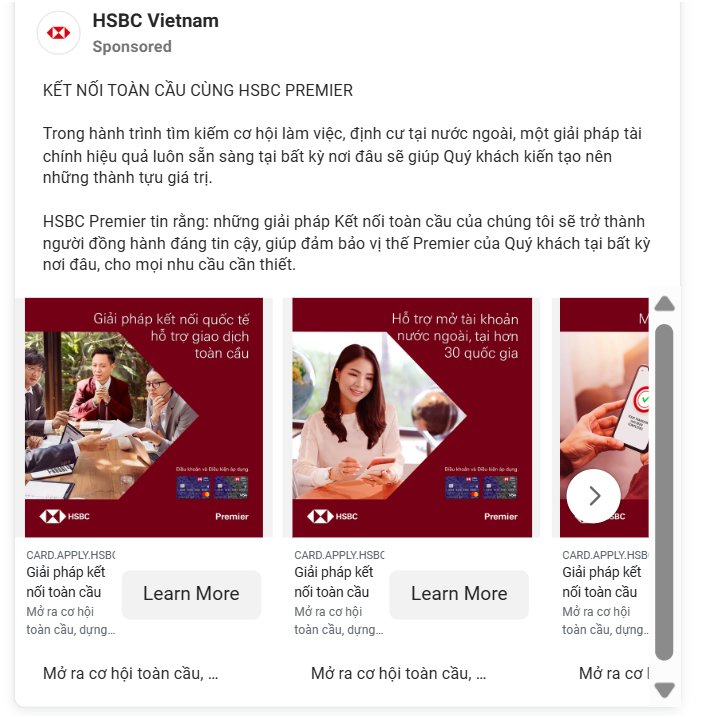 HSBC Vietnam
Sponsored
KẾT NỐI TOÀN CẦU CÙNG HSBC PREMIER
Trong hành trình tìm kiếm cơ hội làm việc, định cư tại nước ngoài, một giải pháp tài
chính hiệu quả luôn sẵn sàng tại bất kỳ nơi đâu sẽ giúp Quý khách kiến tạo nên
những thành tựu giá trị.
HSBC Premier tin rằng: những giải pháp Kết nối toàn cầu của chúng tôi sẽ trở thành
người đồng hành đáng tin cậy, giúp đảm bảo vị thế Premier của Quý khách tại bất kỳ
nơi đâu, cho mọi nhu cầu cần thiết.
Giải pháp kết nối quốc tế
hỗ trợ giao dịch
toàn cầu
Điều khoản và Điều kiện áp dụng
HSBC
Premier
CARD.APPLY.HSBC
Giải pháp kết
nối toàn cầu
Mở ra cơ hội
toàn cầu, dựng…
Learn More
Mở ra cơ hội toàn cầu, …
Hỗ trợ mở tài khoản
nước ngoài, tại hơn
30 quốc gia
Điều khoản và Điều kiện áp dụng
HSBC
Premier
CARD.APPLY.HSBC
Giải pháp kết
nối toàn cầu
Mở ra cơ hội
toàn cầu, dựng…
Learn More
Mở ra cơ hội toàn cầu, …
M
SBC
CARD.APPLY.HSB
Giải pháp kết
nối toàn cầu
Mở ra cơ hội
toàn cầu, dựng…
Mở ra cơ h